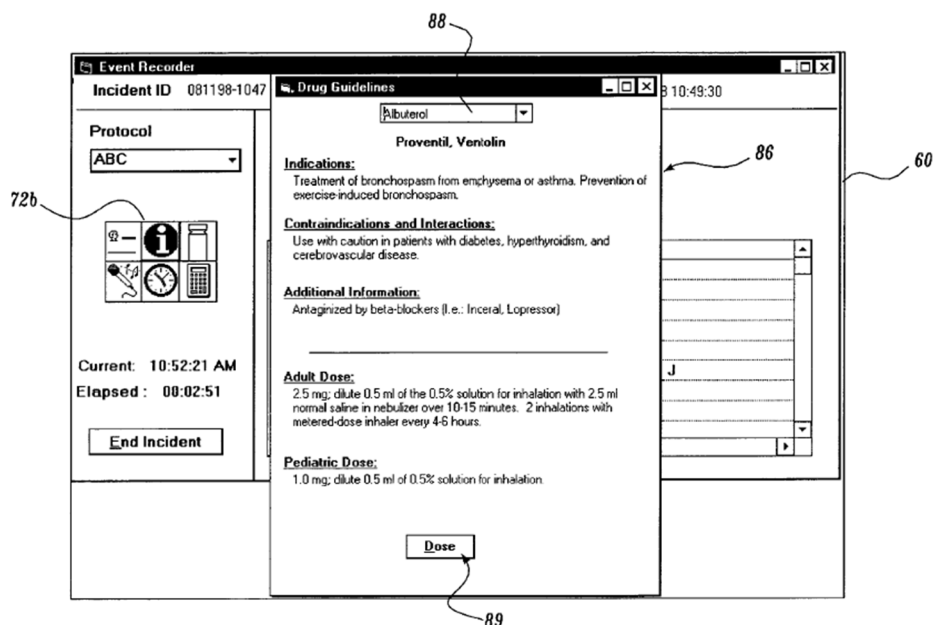 88
Event Recorder
Incident ID 081198-1047
8 10:49:30
Protocol
ABC
72b
Current: 10:52:21 AM
Elapsed : 00:02:51
End Incident
Drug Guidelines
Albuterol
Proventil, Ventolin
Indications:
Treatment of bronchospasm from emphysema or asthma. Prevention of
exercise-induced bronchospasm.
Contraindications and Interactions:
Use with caution in patients with diabetes, hyperthyroidism, and
cerebrovascular disease.
Additional Information:
Antaginized by beta-blockers (I.e.: Inceral, Lopressor)
Adult Dose:
2.5 mg; dilute 0.5 ml of the 0.5% solution for inhalation with 2.5 ml
normal saline in nebulizer over 10-15 minutes. 2 inhalations with
metered-dose inhaler every 4-6 hours.
Pediatric Dose:
1.0 mg; dilute 0.5 ml of 0.5% solution for inhalation.
Dose
J
86
60
89